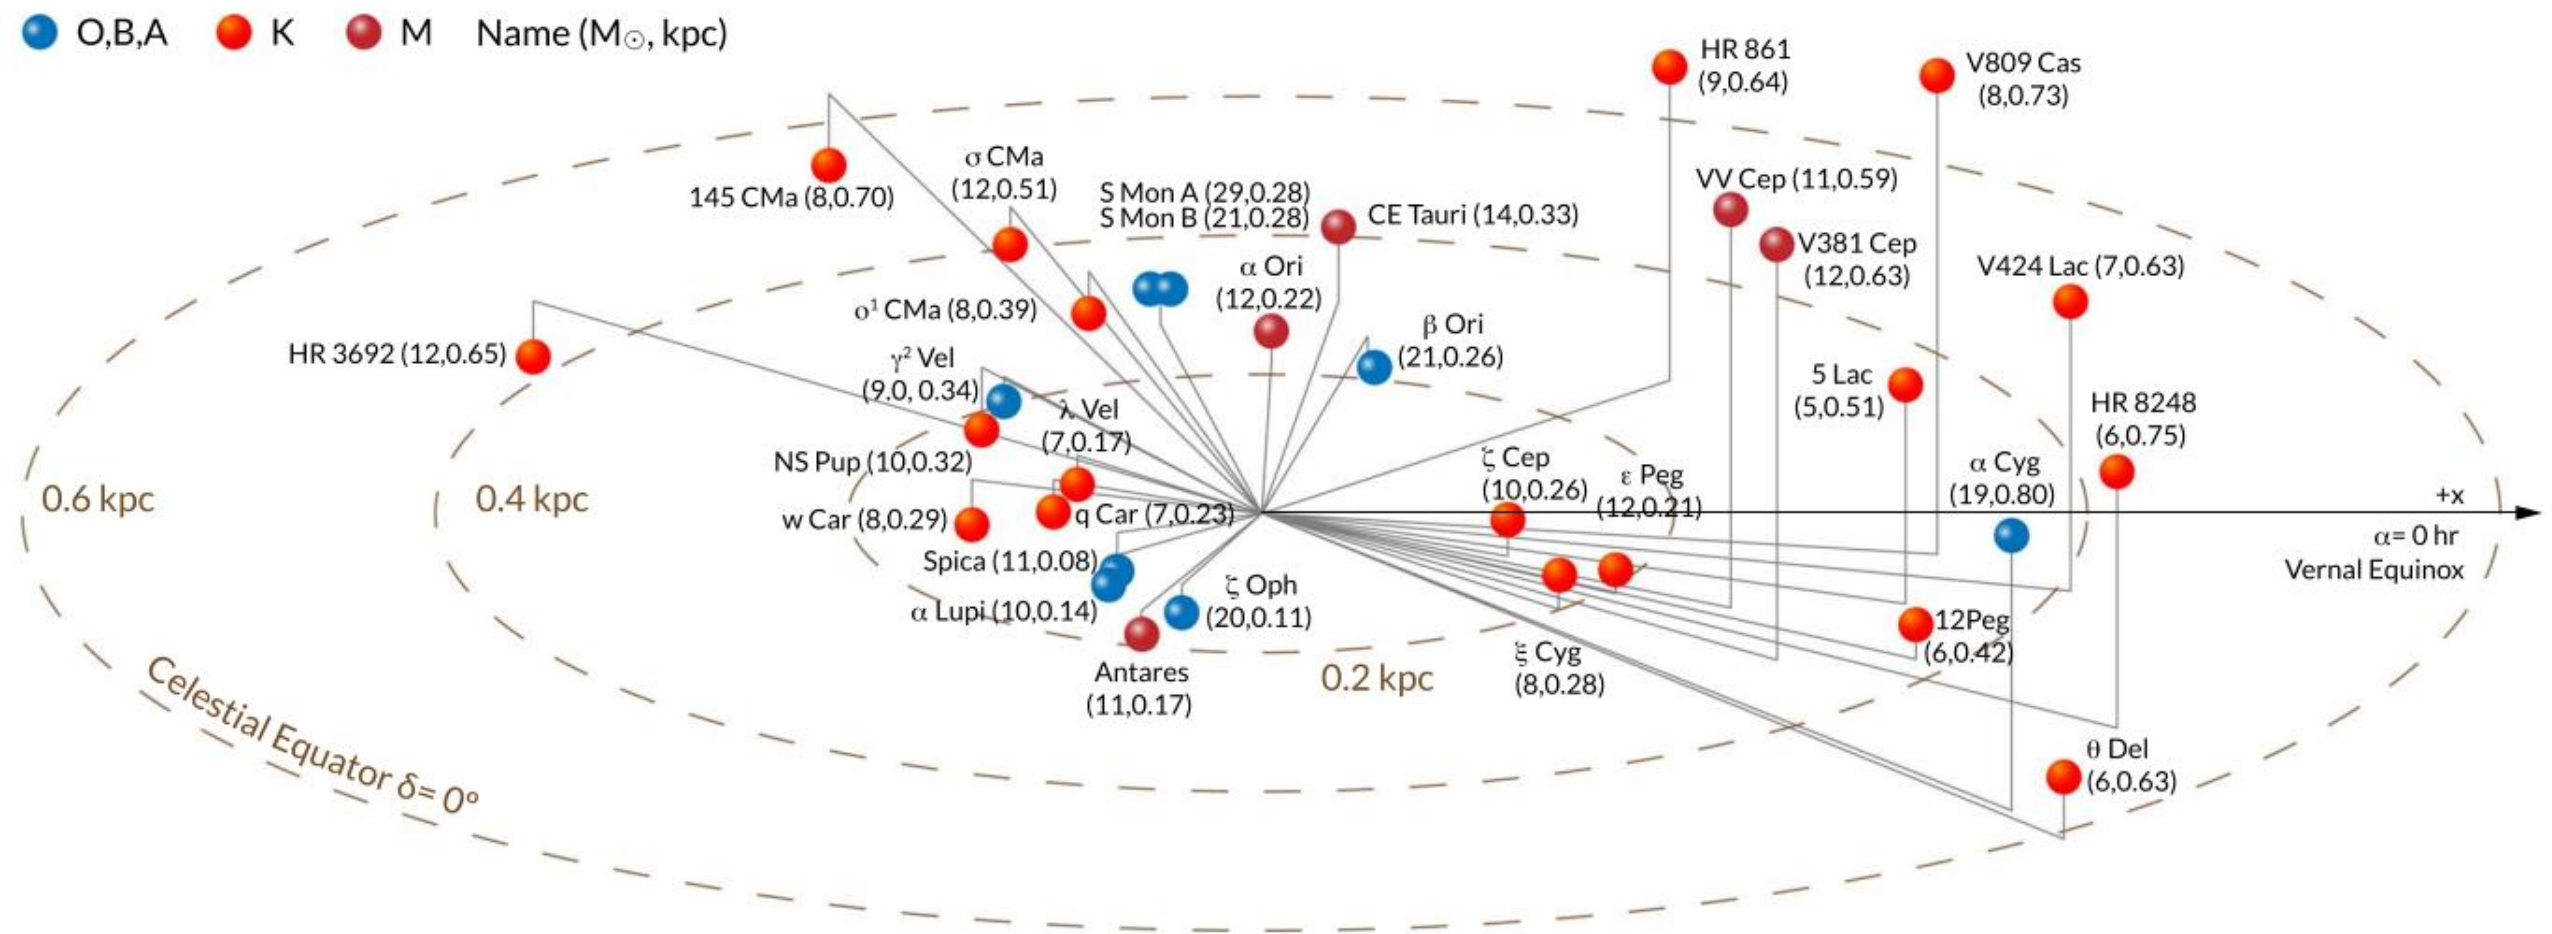 O,B,A K M Name (M☉, kpc)
HR 861
(9,0.64)
V809 Cas
(8,0.73)
σ CMa
(12,0.51)
145 CMa (8,0.70)
S Mon A (29,0.28)
S Mon B (21,0.28)
CE Tauri (14,0.33)
VV Cep (11,0.59)
V381 Cep
(12,0.63)
V424 Lac (7,0.63)
α Ori
(12,0.22)
ο¹ CMa (8,0.39)
β Ori
(21,0.26)
HR 3692 (12,0.65)
γ² Vel
(9.0, 0.34)
λ Vel
(7,0.17)
5 Lac
(5,0.51)
HR 8248
(6,0.75)
NS Pup (10,0.32)
ζ Cep
(10,0.26)
ε Peg
(12,0.21)
α Cyg
(19,0.80)
0.6 kpc
0.4 kpc
w Car (8,0.29)
q Car (7,0.23)
+x
α= 0 hr
Vernal Equinox
Spica (11,0.08)
α Lupi (10,0.14)
ζ Oph
(20,0.11)
12Peg
(6,0.42)
Antares
(11,0.17)
0.2 kpc
ξ Cyg
(8,0.28)
θ Del
(6,0.63)
Celestial Equator δ= 0º